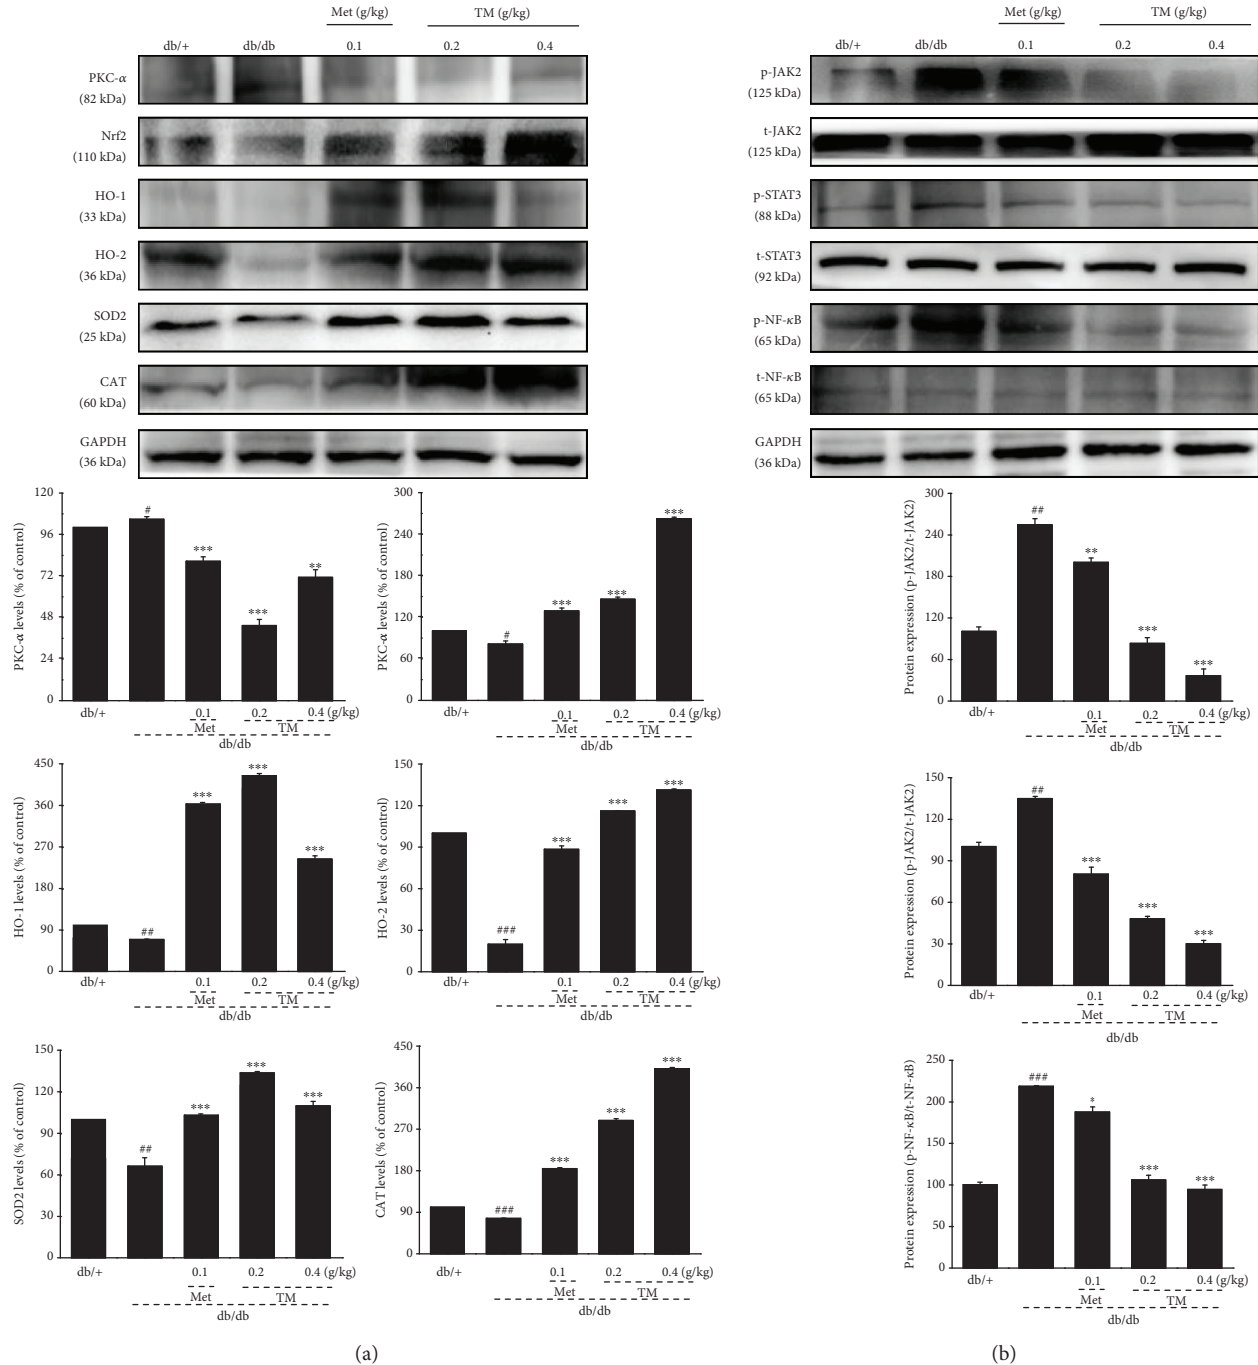 Met (g/kg) TM (g/kg)
db/+ db/db 0.1 0.2 0.4
PKC-α
(82 kDa)
Nrf2
(110 kDa)
HO-1
(33 kDa)
HO-2
(36 kDa)
SOD2
(25 kDa)
CAT
(60 kDa)
GAPDH
(36 kDa)
PKC-α levels (% of control)
120
96
72
48
24
0
#
***
***
**
db/+ 0.1 0.2 0.4 (g/kg)
Met TM
db/db
PKC-α levels (% of control)
300
240
180
120
60
0
#
***
***
***
db/+ 0.1 0.2 0.4 (g/kg)
Met TM
db/db
HO-1 levels (% of control)
450
360
270
180
90
0
##
***
***
***
db/+ 0.1 0.2 0.4 (g/kg)
Met TM
db/db
HO-2 levels (% of control)
150
120
90
60
30
0
###
***
***
***
db/+ 0.1 0.2 0.4 (g/kg)
Met TM
db/db
SOD2 levels (% of control)
150
120
90
60
30
0
##
***
***
***
db/+ 0.1 0.2 0.4 (g/kg)
Met TM
db/db
CAT levels (% of control)
450
360
270
180
90
0
###
***
***
***
db/+ 0.1 0.2 0.4 (g/kg)
Met TM
db/db
(a)
Met (g/kg) TM (g/kg)
db/+ db/db 0.1 0.2 0.4
p-JAK2
(125 kDa)
t-JAK2
(125 kDa)
p-STAT3
(88 kDa)
t-STAT3
(92 kDa)
p-NF-κB
(65 kDa)
t-NF-κB
(65 kDa)
GAPDH
(36 kDa)
Protein expression (p-JAK2/t-JAK2)
300
240
180
120
60
0
##
**
***
***
db/+ 0.1 0.2 0.4 (g/kg)
Met TM
db/db
Protein expression (p-JAK2/t-JAK2)
150
120
90
60
30
0
##
***
***
***
db/+ 0.1 0.2 0.4 (g/kg)
Met TM
db/db
Protein expression (p-NF-κB/t-NF-κB)
250
200
150
100
50
0
###
*
***
***
db/+ 0.1 0.2 0.4 (g/kg)
Met TM
db/db
(b)